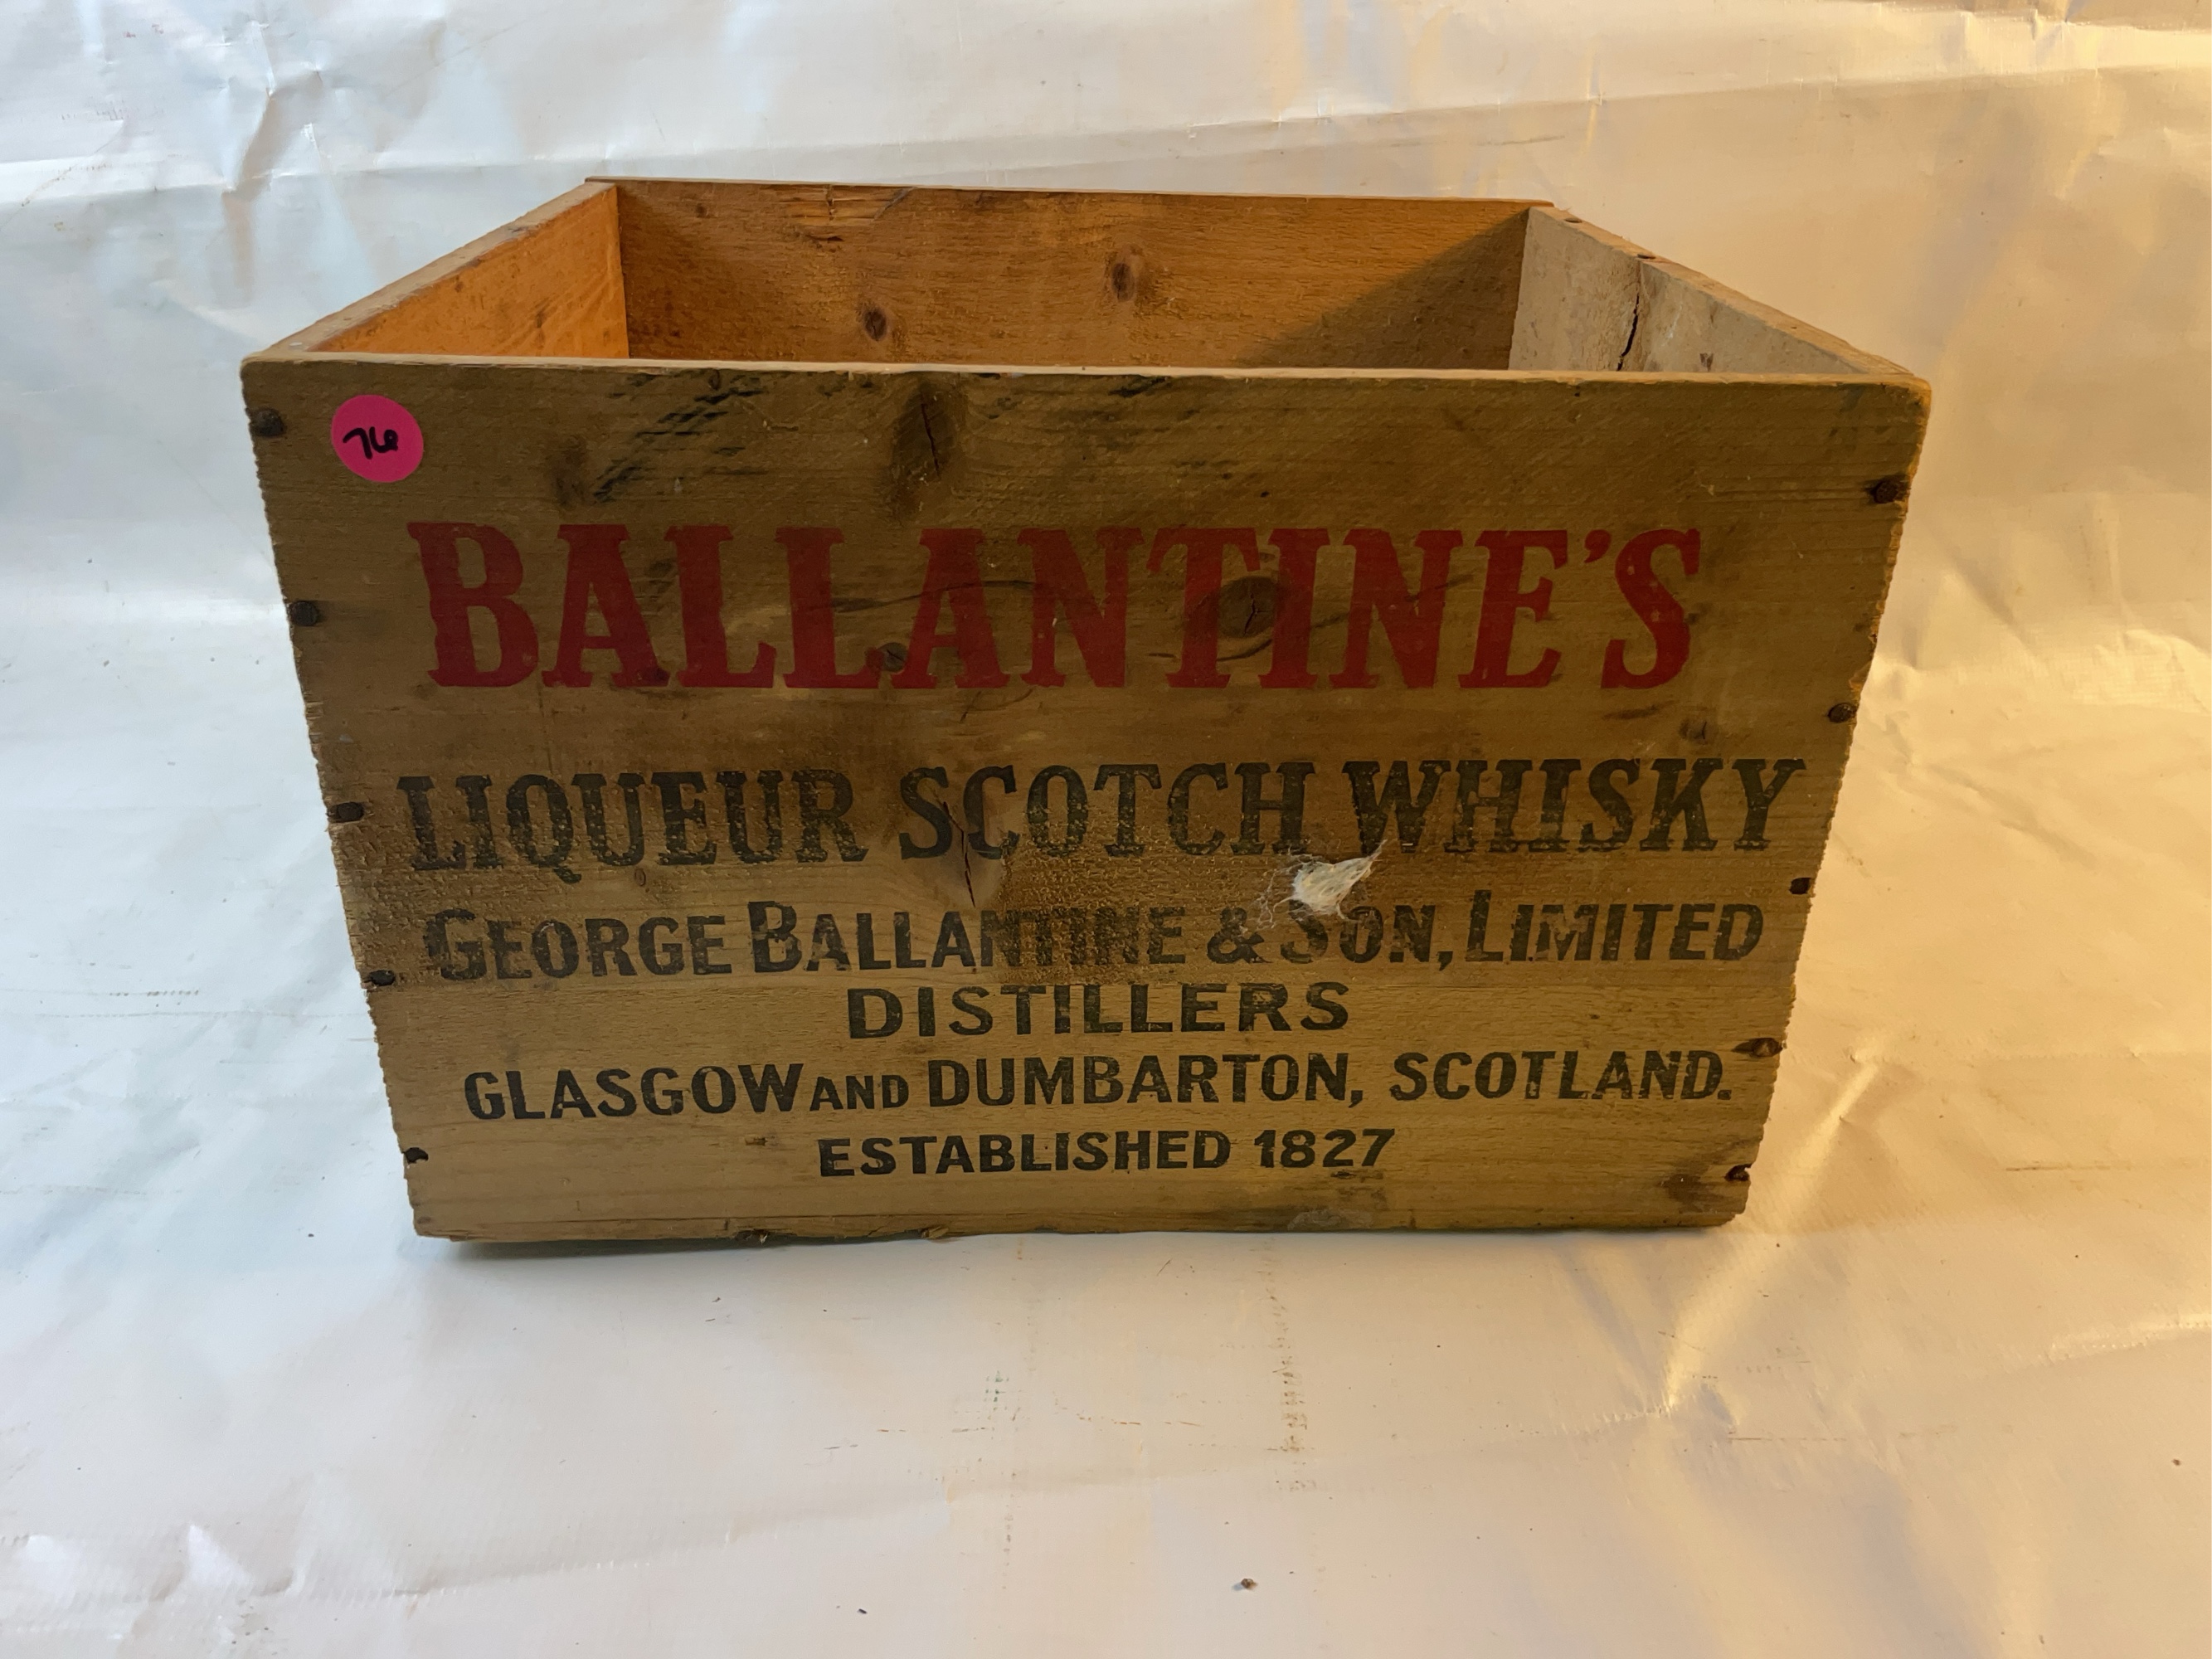 76
BALLANTINE'S
LIQUEUR SCOTCH WHISKY
GEORGE BALLANTINE & SON, LIMITED
DISTILLERS
GLASGOW AND DUMBARTON, SCOTLAND.
ESTABLISHED 1827